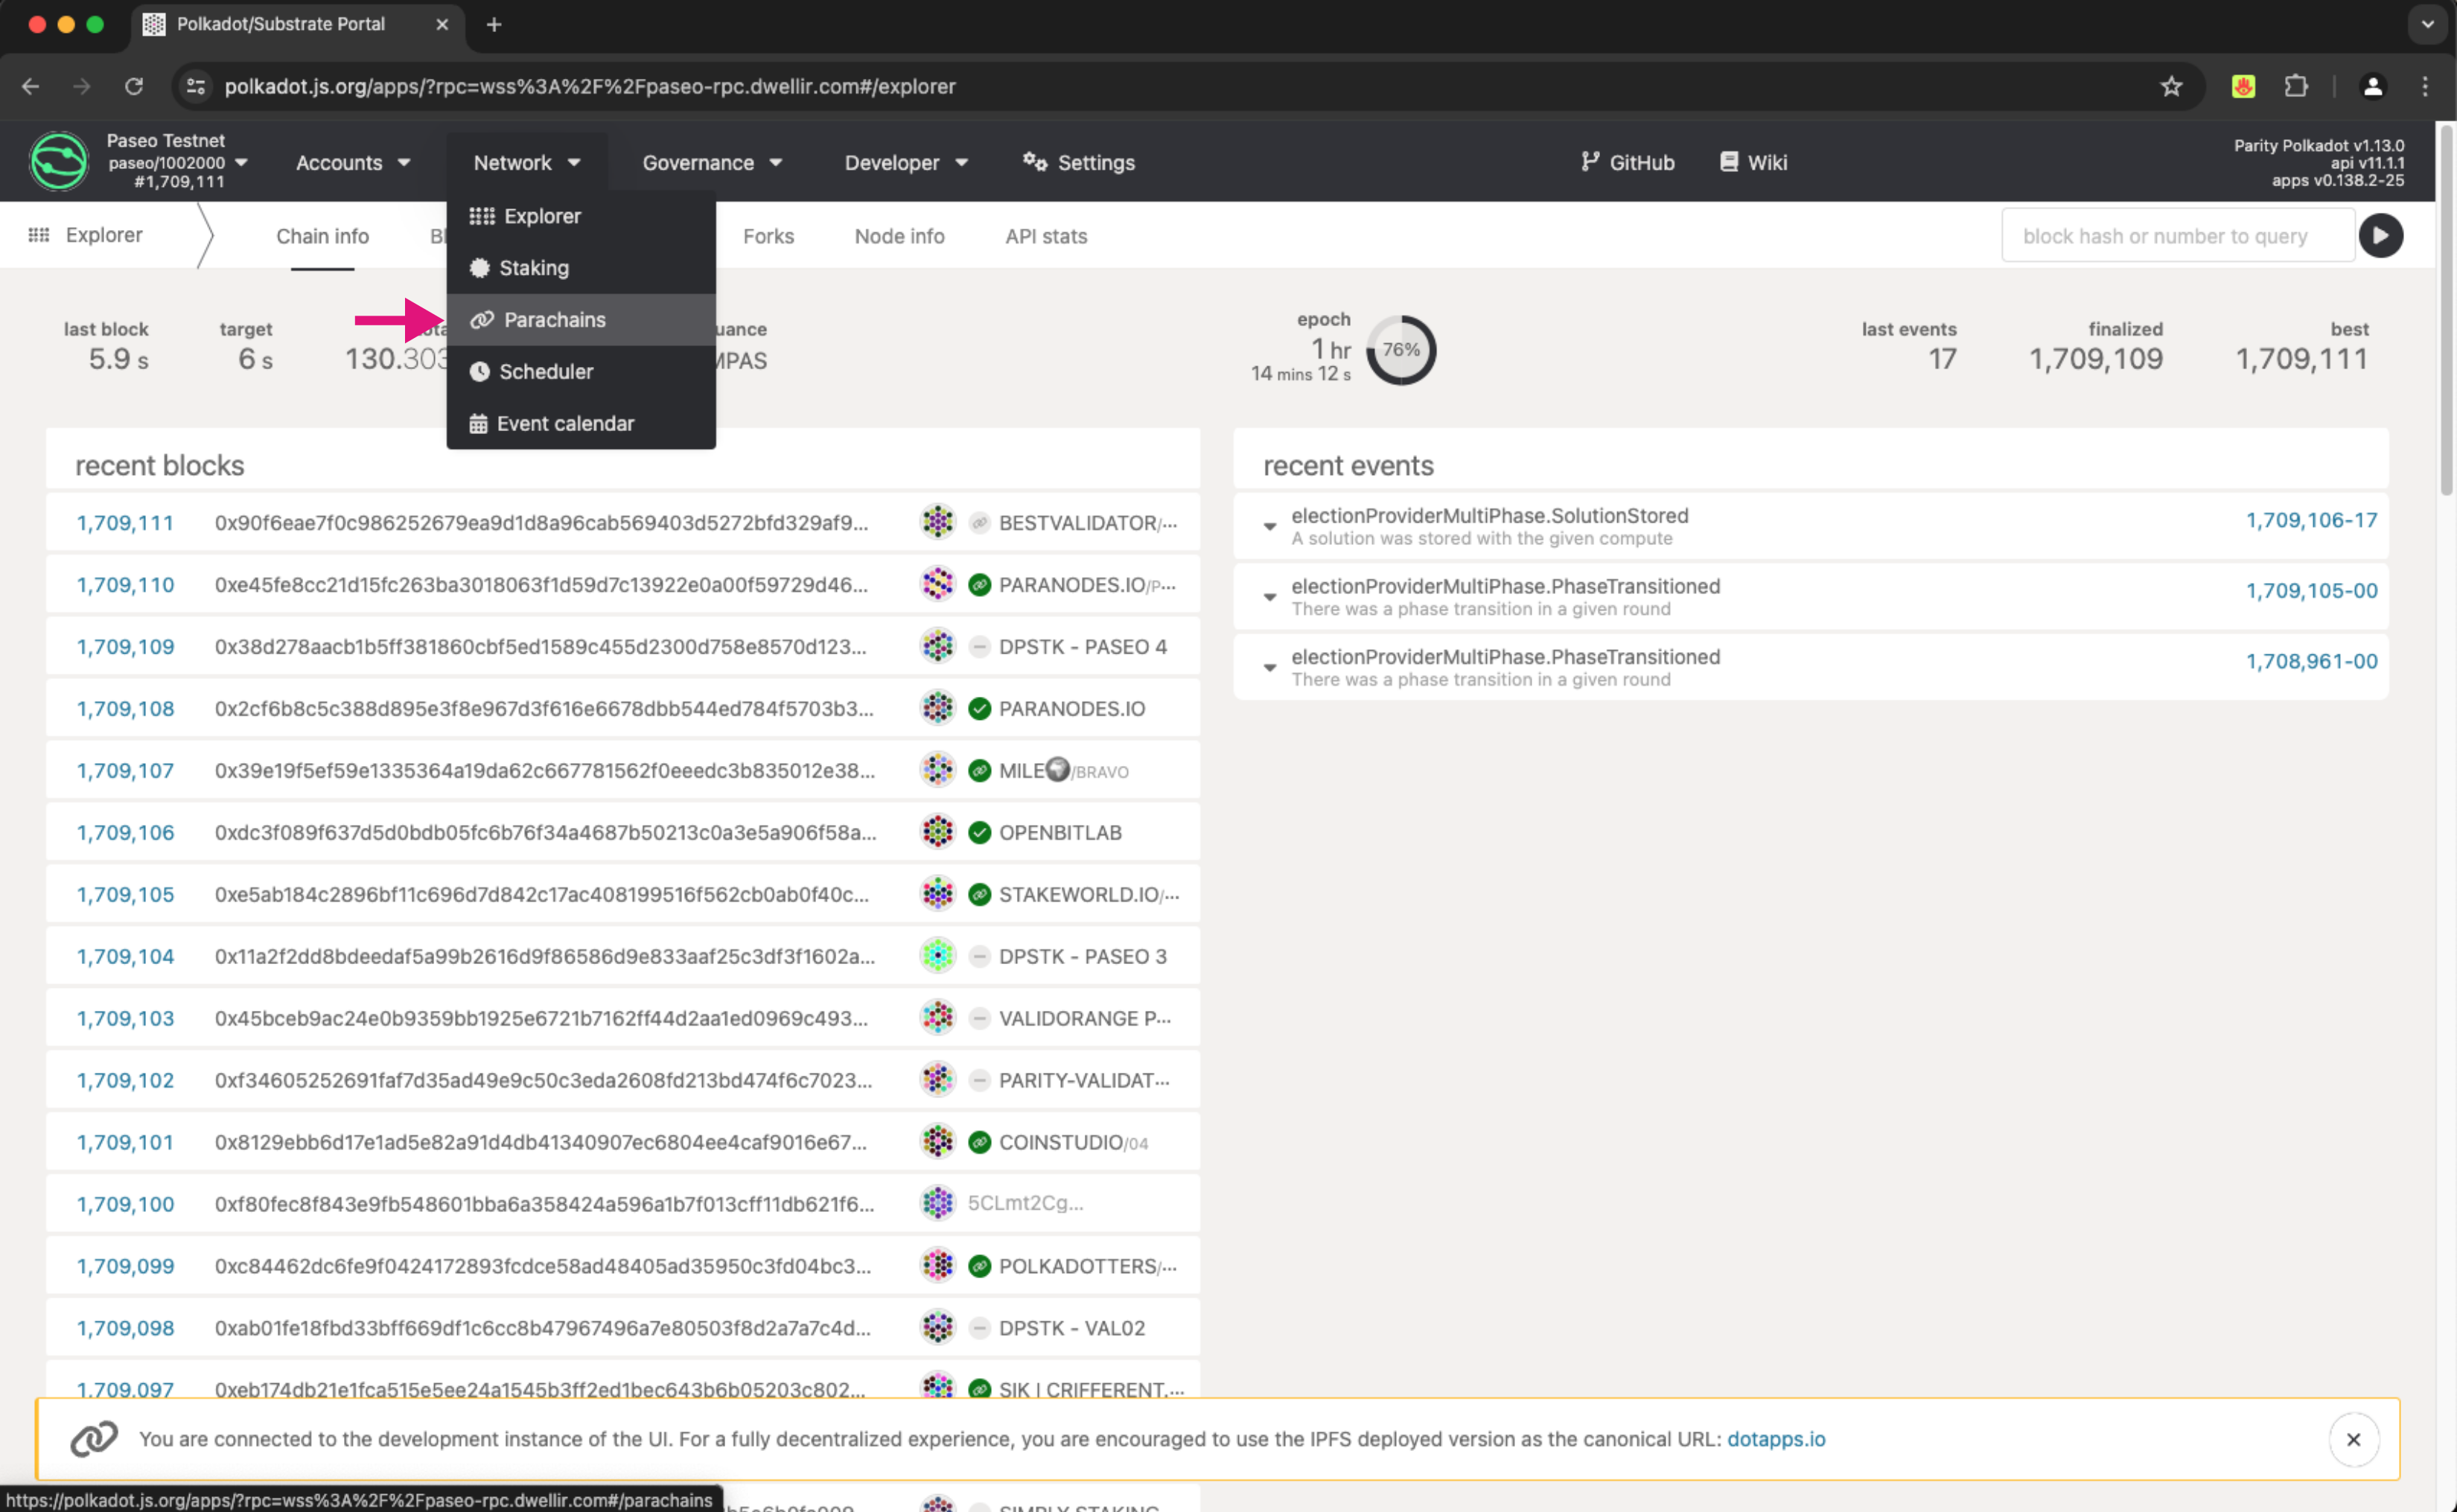 Polkadot/Substrate Portal
polkadot.js.org/apps/?rpc=wss%3A%2F%2Fpaseo-rpc.dwellir.com#/explorer
Paseo Testnet
paseo/1002000
#1,709,111
Accounts
Network
Governance
Developer
Settings
GitHub
Wiki
Parity Polkadot v1.13.0
api v11.1.1
apps v0.138.2-25
Explorer
Chain info
Forks
Node info
API stats
block hash or number to query
Explorer
Staking
Parachains
Scheduler
Event calendar
last block
5.9 s
target
6 s
130.303
epoch
1 hr
14 mins 12 s
76%
last events
17
finalized
1,709,109
best
1,709,111
recent blocks
1,709,111 0x90f6eae7f0c986252679ea9d1d8a96cab569403d5272bfd329af9... BESTVALIDATOR/...
1,709,110 0xe45fe8cc21d15fc263ba3018063f1d59d7c13922e0a00f59729d46... PARANODES.IO/P...
1,709,109 0x38d278aacb1b5ff381860cbf5ed1589c455d2300d758e8570d123... DPSTK - PASEO 4
1,709,108 0x2cf6b8c5c388d895e3f8e967d3f616e6678dbb544ed784f5703b3... PARANODES.IO
1,709,107 0x39e19f5ef59e1335364a19da62c667781562f0eeedc3b835012e38... MILE /BRAVO
1,709,106 0xdc3f089f637d5d0bdb05fc6b76f34a4687b50213c0a3e5a906f58a... OPENBITLAB
1,709,105 0xe5ab184c2896bf11c696d7d842c17ac408199516f562cb0ab0f40c... STAKEWORLD.IO/...
1,709,104 0x11a2f2dd8bdeedaf5a99b2616d9f86586d9e833aaf25c3df3f1602a... DPSTK - PASEO 3
1,709,103 0x45bceb9ac24e0b9359bb1925e6721b7162ff44d2aa1ed0969c493... VALIDORANGE P...
1,709,102 0xf34605252691faf7d35ad49e9c50c3eda2608fd213bd474f6c7023... PARITY-VALIDAT...
1,709,101 0x8129ebb6d17e1ad5e82a91d4db41340907ec6804ee4caf9016e67... COINSTUDIO/04
1,709,100 0xf80fec8f843e9fb548601bba6a358424a596a1b7f013cff11db621f6... 5CLmt2Cg...
1,709,099 0xc84462dc6fe9f0424172893fcdce58ad48405ad35950c3fd04bc3... POLKADOTTERS/...
1,709,098 0xab01fe18fbd33bff669df1c6cc8b47967496a7e80503f8d2a7a7c4d... DPSTK - VAL02
1,709,097 0xeb174db21e1fca515e5ee24a1545b3ff2ed1bec643b6b05203c802... SIK | CRIFFERENT....
recent events
electionProviderMultiPhase.SolutionStored 1,709,106-17
A solution was stored with the given compute
electionProviderMultiPhase.PhaseTransitioned 1,709,105-00
There was a phase transition in a given round
electionProviderMultiPhase.PhaseTransitioned 1,708,961-00
There was a phase transition in a given round
You are connected to the development instance of the UI. For a fully decentralized experience, you are encouraged to use the IPFS deployed version as the canonical URL: dotapps.io
https://polkadot.js.org/apps/?rpc=wss%3A%2F%2Fpaseo-rpc.dwellir.com#/parachains